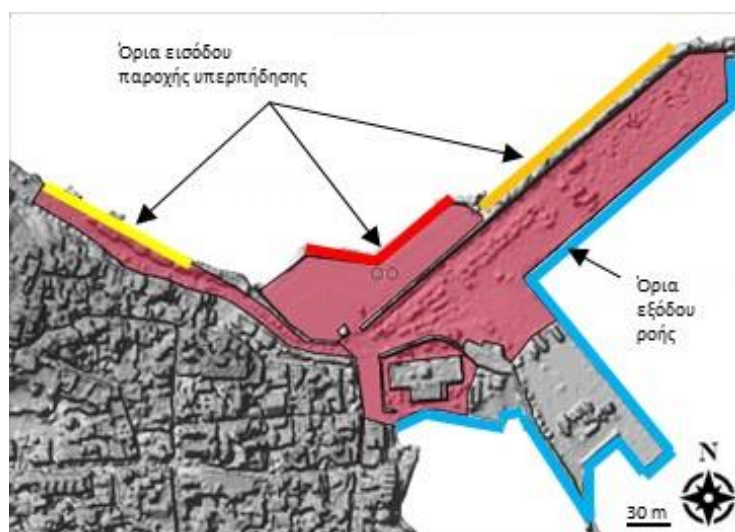 Όρια εισόδου
παροχής υπερπήδησης
Όρια
εξόδου
ροής
N
30 m